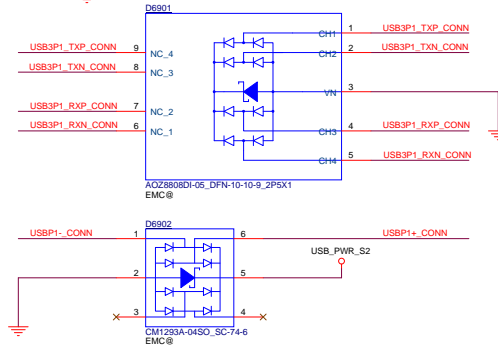 D6901
USB3P1_TXP_CONN 9 NC_4 CH1 1 USB3P1_TXP_CONN
USB3P1_TXN_CONN 8 NC_3 CH2 2 USB3P1_TXN_CONN
VN 3
USB3P1_RXP_CONN 7 NC_2 CH3 4 USB3P1_RXP_CONN
USB3P1_RXN_CONN 6 NC_1 CH4 5 USB3P1_RXN_CONN
AOZ8808DI-05_DFN-10-10-9_2P5X1
EMC@
D6902
USBP1-_CONN 1 6 USBP1+_CONN
USB_PWR_S2
2 5
3 4
CM1293A-04SO_SC-74-6
EMC@